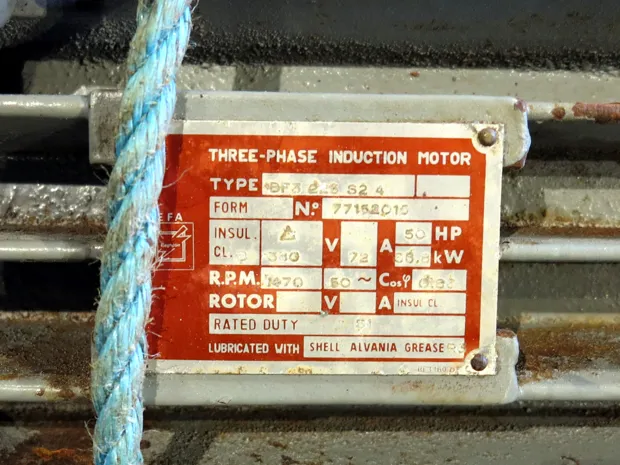 THREE-PHASE INDUCTION MOTOR
TYPE
FORM Nº 77152015
INSUL. V A 50 HP
CL. 380 72 kW
R.P.M. 1470 50 ~ Cosφ
ROTOR V A INSUL CL.
RATED DUTY S1
LUBRICATED WITH SHELL ALVANIA GREASE